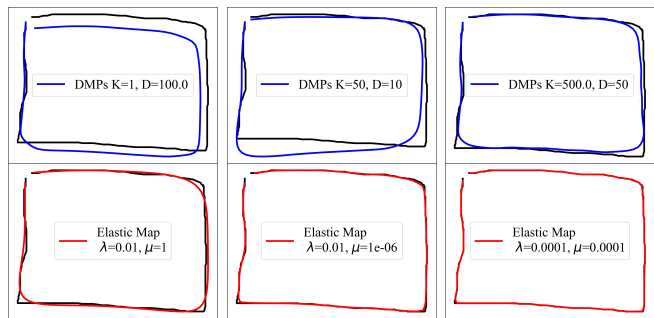 DMPs K=1, D=100.0
DMPs K=50, D=10
DMPs K=500.0, D=50
Elastic Map
λ=0.01, μ=1
Elastic Map
λ=0.01, μ=1e-06
Elastic Map
λ=0.0001, μ=0.0001